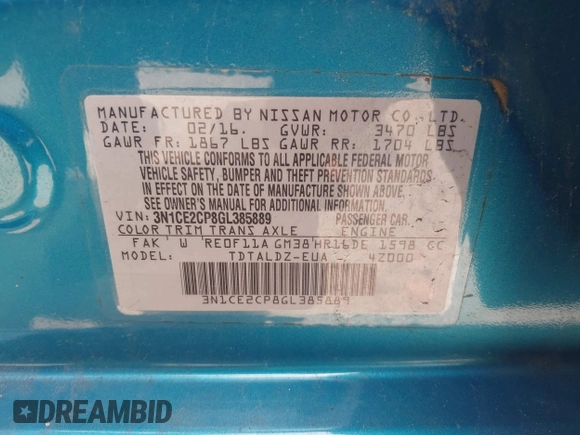 MANUFACTURED BY NISSAN MOTOR CO., LTD.
DATE: 02/16. GVWR: 3470 LBS
GAWR FR: 1867 LBS GAWR RR: 1704 LBS
THIS VEHICLE CONFORMS TO ALL APPLICABLE FEDERAL MOTOR
VEHICLE SAFETY, BUMPER AND THEFT PREVENTION STANDARDS
IN EFFECT ON THE DATE OF MANUFACTURE SHOWN ABOVE.
SEE OWNER'S MANUAL FOR ADDITIONAL INFORMATION.
VIN: 3N1CE2CP8GL385889 PASSENGER CAR
COLOR TRIM TRANS AXLE ENGINE
FAK W RE0F11A GM38 HR16DE 1598 CC
MODEL: TDTALDZ-EUA - 4Z000
3N1CE2CP8GL385889
DREAMBID